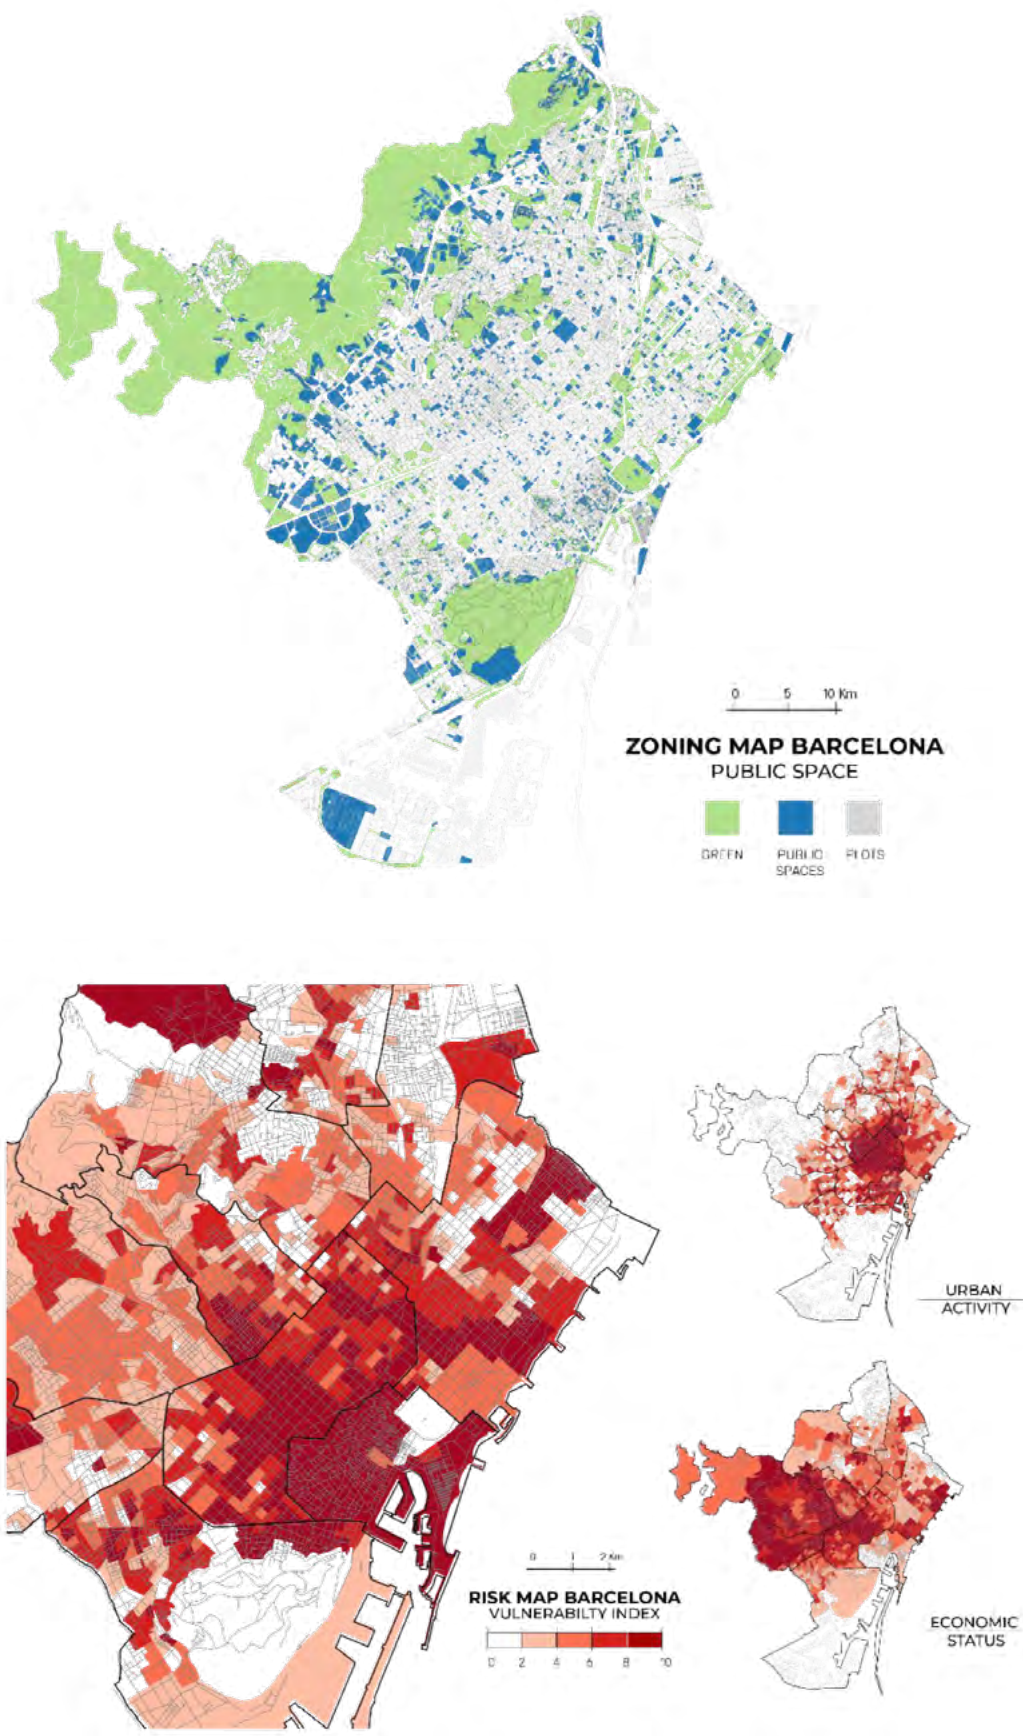 0 5 10 Km
ZONING MAP BARCELONA
PUBLIC SPACE
GREEN PUBLIC PLOTS
SPACES
URBAN
ACTIVITY
0 1 2 Km
RISK MAP BARCELONA
VULNERABILTY INDEX
0 2 4 6 8 10
ECONOMIC
STATUS